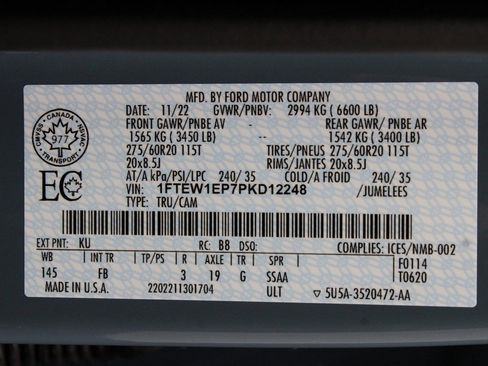 MFD. BY FORD MOTOR COMPANY
DATE: 11/22 GVWR/PNBV: 2994 KG ( 6600 LB)
FRONT GAWR/PNBE AV -- REAR GAWR/ PNBE AR
1565 KG ( 3450 LB) 1542 KG ( 3400 LB)
275/60R20 115T TIRES/PNEUS 275/60R20 115T
20x8.5J RIMS/JANTES 20x8.5J
AT/A kPa/PSI/LPC 240/ 35 COLD/A FROID 240/ 35
VIN: 1FTEW1EP7PKD12248 /JUMELEES
TYPE: TRU/CAM
CANADA
CMVSS
977
NSVAC
TRANSPORT
EC
EXT PNT: KU RC: B8 DSO: COMPLIES: ICES/NMB-002
WB INT TR TP/PS R AXLE TR SPR F0114
145 FB 3 19 G SSAA T0620
MADE IN U.S.A. 2202211301704 ULT ▽ 5U5A-3520472-AA